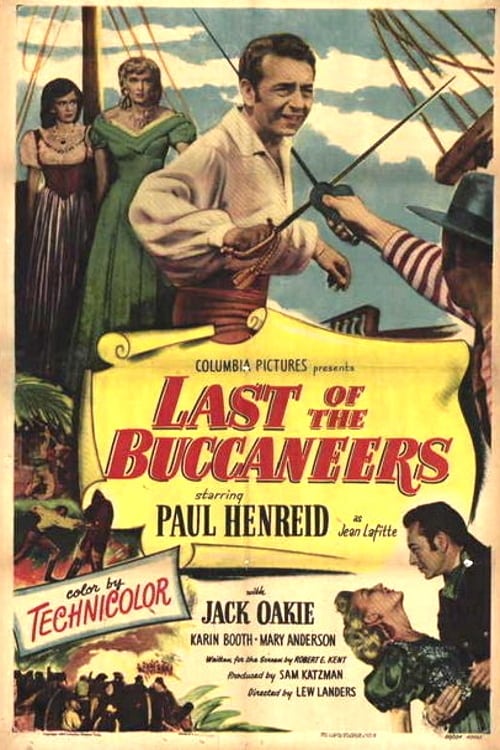 COLUMBIA PICTURES presents
LAST OF THE
BUCCANEERS
starring
PAUL HENREID
as
Jean Lafitte
color by
TECHNICOLOR
with
JACK OAKIE
KARIN BOOTH - MARY ANDERSON
Written for the Screen by ROBERT E. KENT
Produced by SAM KATZMAN
Directed by LEW LANDERS